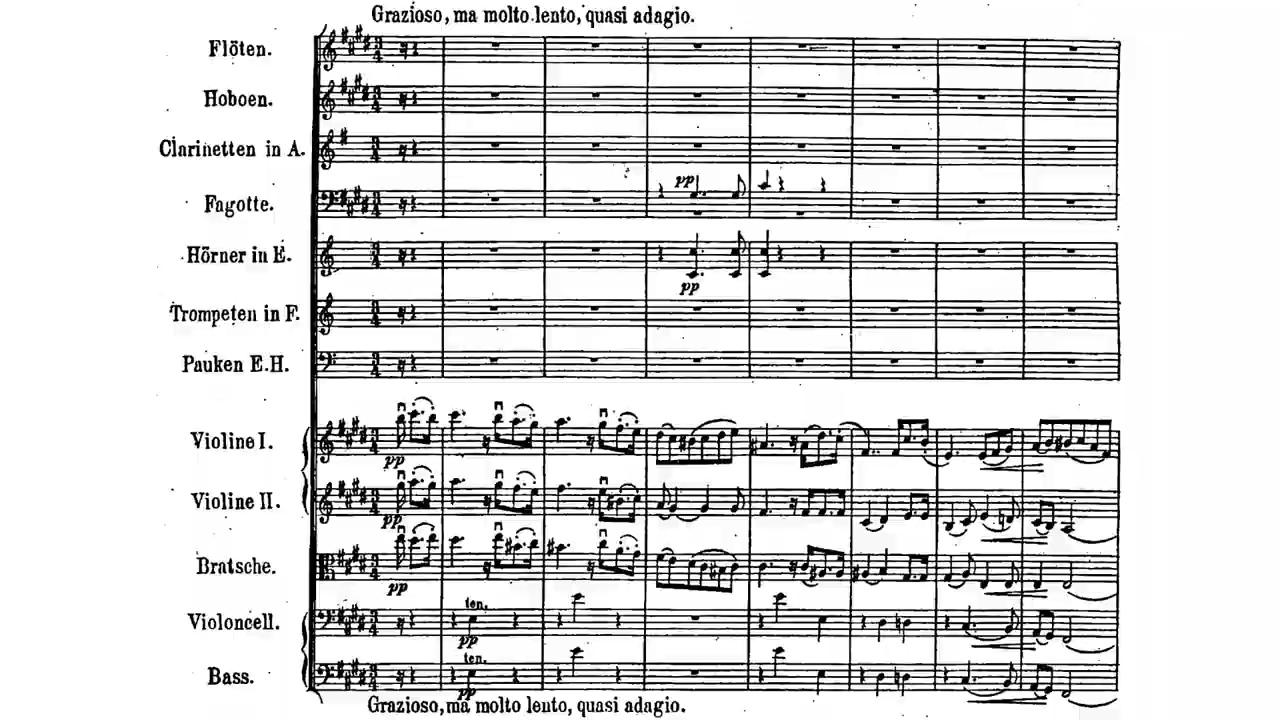 Grazioso, ma molto lento, quasi adagio.
Flöten.
Hoboen.
Clarinetten in A.
pp
Fagotte.
Hörner in E.
pp
Trompeten in F.
Pauken E.H.
Violine I.
pp
Violine II.
pp
Bratsche.
pp
ten.
Violoncell.
pp
ten.
Bass.
pp
Grazioso, ma molto lento, quasi adagio.